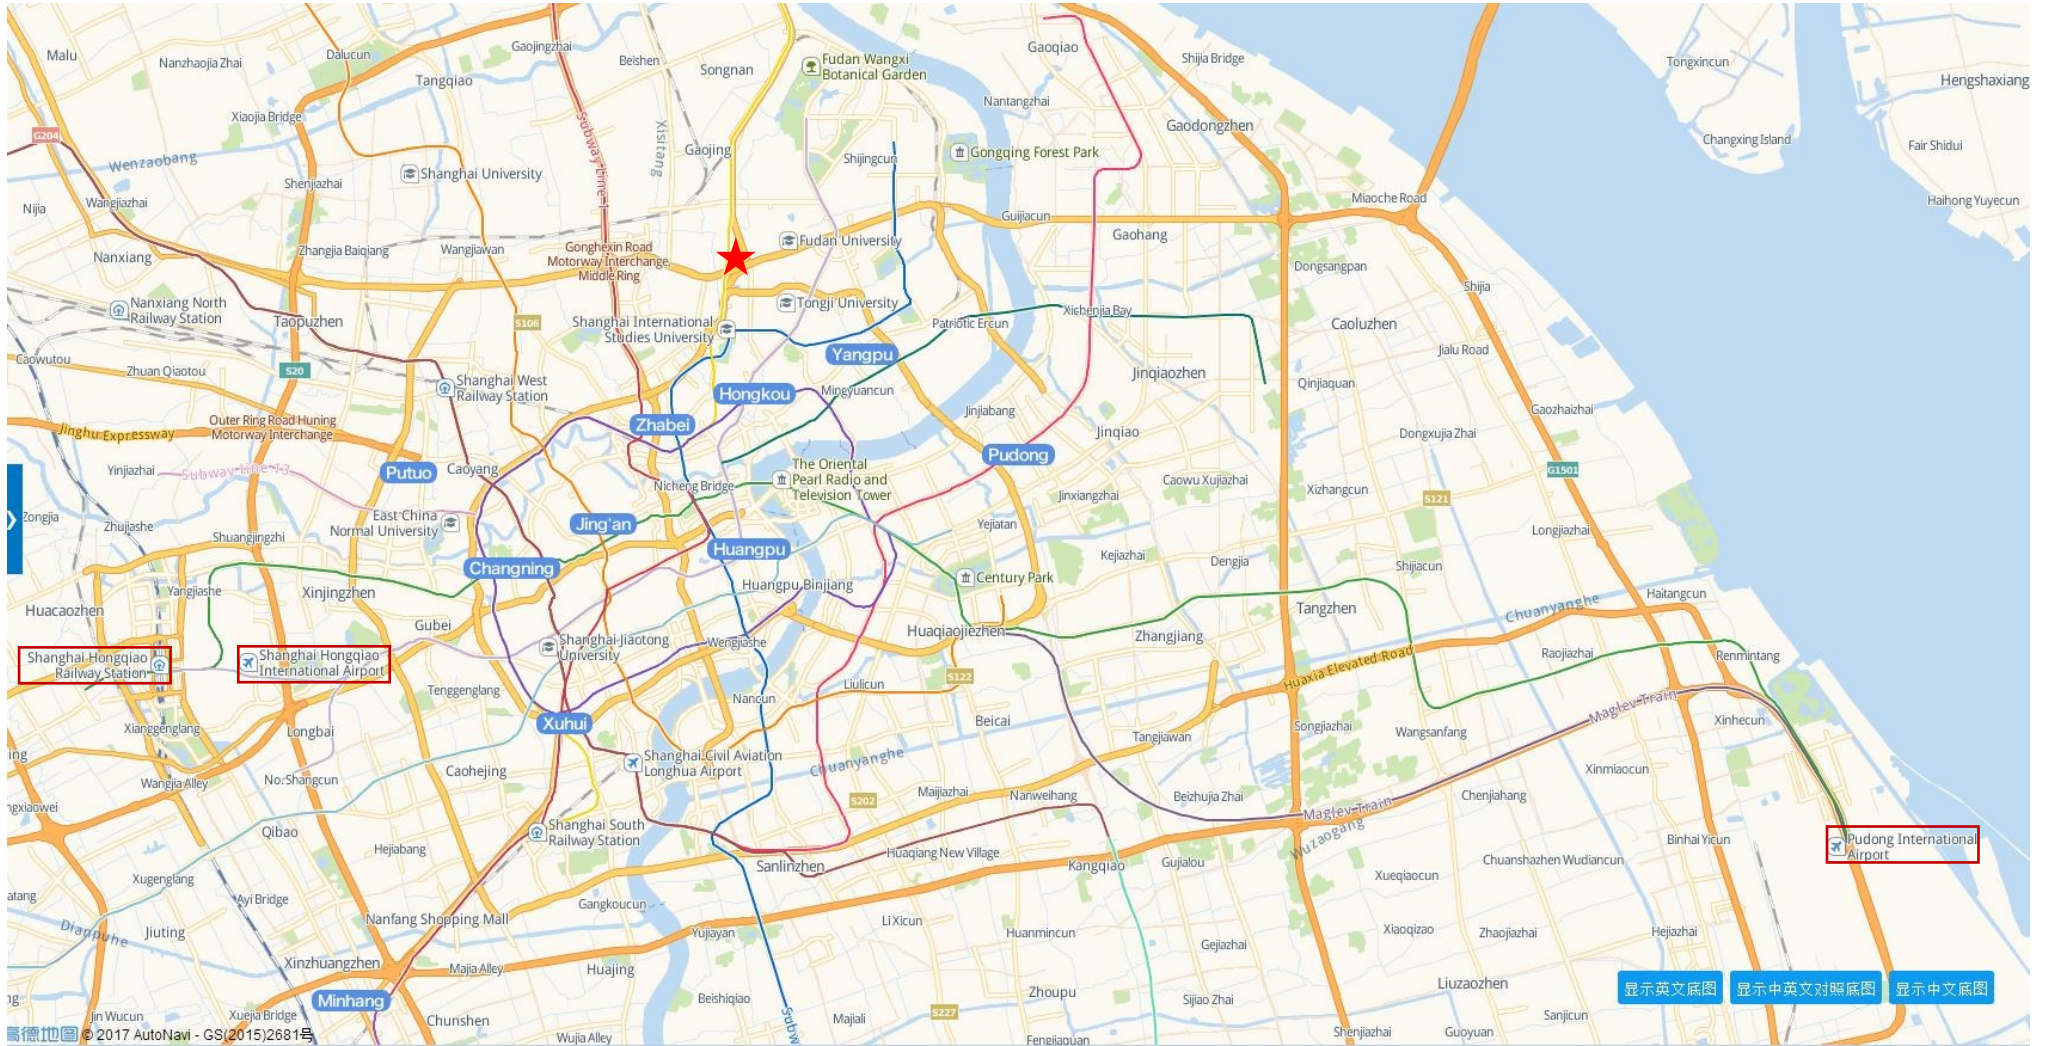 Malu
Nanzhaojia Zhai
Dalucun
Gaojingzhai
Tangqiao
Beishen
Songnan
Fudan Wangxi
Botanical Garden
Gaoqiao
Shijia Bridge
Tongxincun
Hengshaxiang
Xiaojia Bridge
G204
Nantangzhai
Gaodongzhen
Changxing Island
Fair Shidui
Wenzaobang
Subway Line 1
Xisitang
Gaojing
Shijingcun
Gongqing Forest Park
Shanghai University
Shenjiazhai
Wangjiazhai
Nijia
Miaoche Road
Haihong Yuyecun
Guijiacun
Gaohang
Zhangjia Baiqiang
Wangjiawan
Gonghexin Road
Motorway Interchange,
Middle Ring
Fudan University
Nanxiang
Dongsangpan
Shijia
Nanxiang North
Railway Station
Taopuzhen
S106
Shanghai International
Studies University
Tongji University
Patriotic Ercun
Xichenjia Bay
Caoluzhen
Jialu Road
Caowutou
Zhuan Qiaotou
S20
Yangpu
Shanghai West
Railway Station
Hongkou
Mingyuancun
Jinqiaozhen
Qinjiaquan
Gaozhaizhai
Outer Ring Road Huning
Motorway Interchange
Jinghu Expressway
Zhabei
Jinjiabang
Jinqiao
Dongxujia Zhai
Yinjiazhai
Subway Line 13
Putuo
Caoyang
Pudong
G1501
The Oriental
Pearl Radio and
Television Tower
Nicheng Bridge
Caowu Xujiazhai
Jinxiangzhai
Xizhangcun
S121
Zongjia
Zhujiashe
East China
Normal University
Jing'an
Yejiatan
Longjiazhai
Shuangjingzhi
Huangpu
Kejiazhai
Dengjia
Shijiacun
Changning
Century Park
Huangpu Binjiang
Yangjiashe
Xinjingzhen
Huacaozhen
Gubei
Tangzhen
Chuanyanghe
Haitangcun
Huaqiaojiezhen
Zhangjiang
Shanghai Jiaotong
University
Wengjiashe
Shanghai Hongqiao
Railway Station
Shanghai Hongqiao
International Airport
Raojiazhai
Renmintang
Huaxia Elevated Road
Tenggenglang
S122
Liulicun
Nancun
Xuhui
Beicai
Maglev Train
Xinhecun
Xianggenglang
Longbai
Tangjiawan
Songjiazhai
Wangsanfang
Shanghai Civil Aviation
Longhua Airport
Chuanyanghe
Xinmiaocun
Caohejing
No. Shangcun
Wangjia Alley
Maijiazhai
Nanweihang
Beizhujia Zhai
Chenjiahang
Maglev Train
S202
Qibao
Shanghai South
Railway Station
Wuzaogang
Binhai Yicun
Pudong International
Airport
Hejiabang
Huaqiang New Village
Sanlinzhen
Kangqiao
Gujialou
Chuanshazhen Wudiancun
Xueqiaocun
Xugenglang
Ayi Bridge
Gangkoucun
Nanfang Shopping Mall
Li Xicun
Dianpuhe
Jiuting
Yujiayan
Huanmincun
Gejiazhai
Xiaoqizao
Zhaojiazhai
Hejiazhai
Xinzhuangzhen
Majia Alley
Huajing
Minhang
Beishiqiao
Zhoupu
Sijiao Zhai
Liuzaozhen
显示英文底图 显示中英文对照底图 显示中文底图
Jin Wucun
Xuejia Bridge
Chunshen
Wujia Alley
Majiali
S227
Shenjiazhai
Guoyuan
Sanjicun
高德地图 © 2017 AutoNavi - GS(2015)2681号